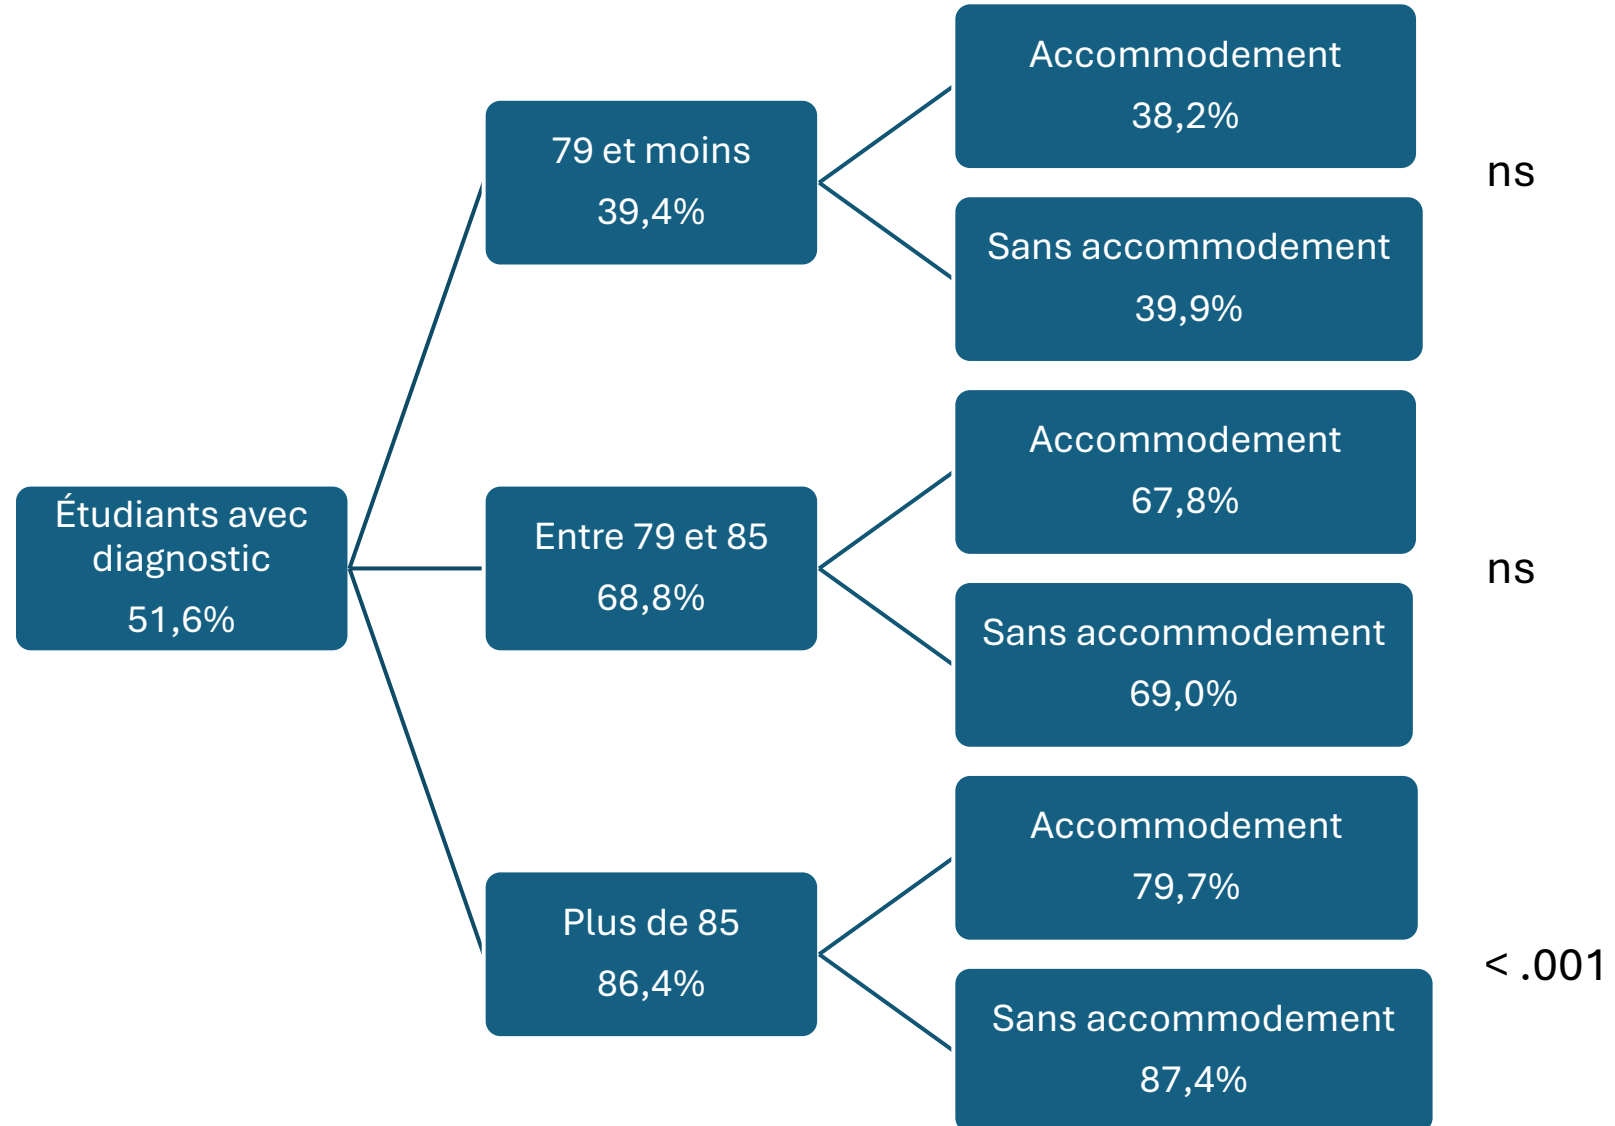 Étudiants avec
diagnostic
51,6%
79 et moins
39,4%
Accommodement
38,2%
Sans accommodement
39,9%
ns
Entre 79 et 85
68,8%
Accommodement
67,8%
Sans accommodement
69,0%
ns
Plus de 85
86,4%
Accommodement
79,7%
Sans accommodement
87,4%
< .001